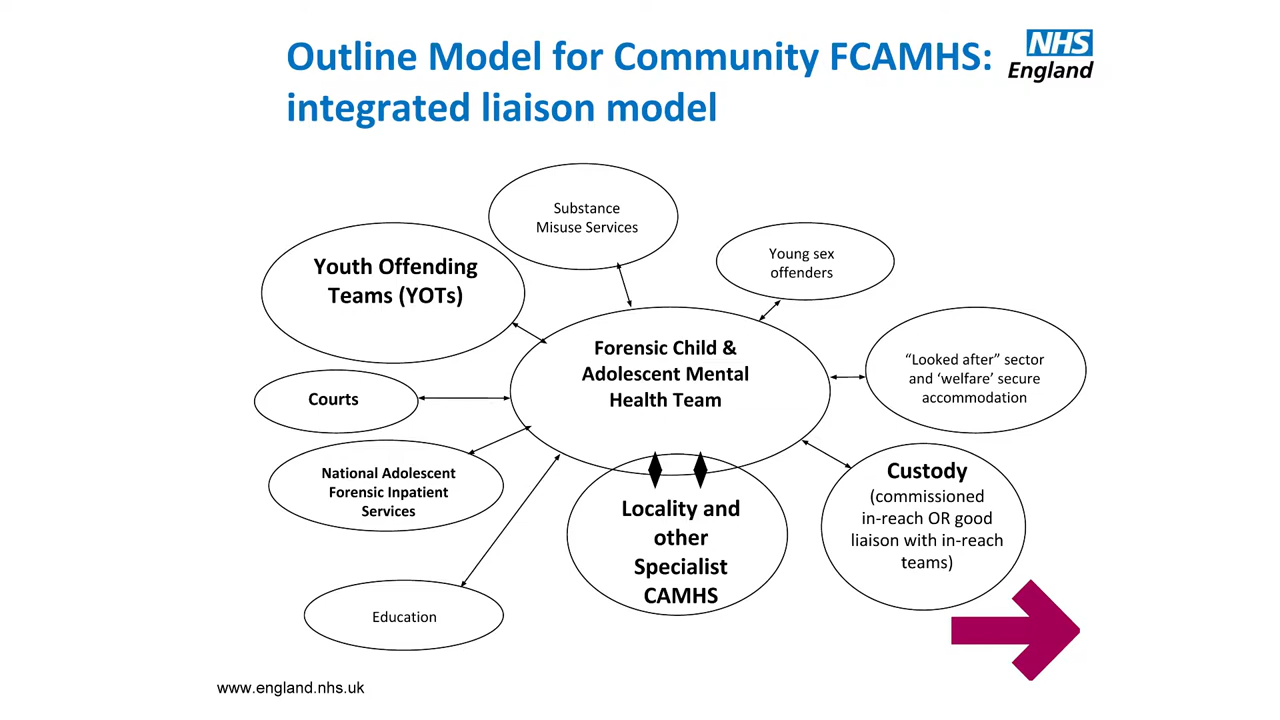 Outline Model for Community FCAMHS:
integrated liaison model
NHS
England
Substance
Misuse Services
Young sex
offenders
Youth Offending
Teams (YOTs)
Forensic Child &
Adolescent Mental
Health Team
“Looked after” sector
and ‘welfare’ secure
accommodation
Courts
National Adolescent
Forensic Inpatient
Services
Locality and
other
Specialist
CAMHS
Custody
(commissioned
in-reach OR good
liaison with in-reach
teams)
Education
www.england.nhs.uk